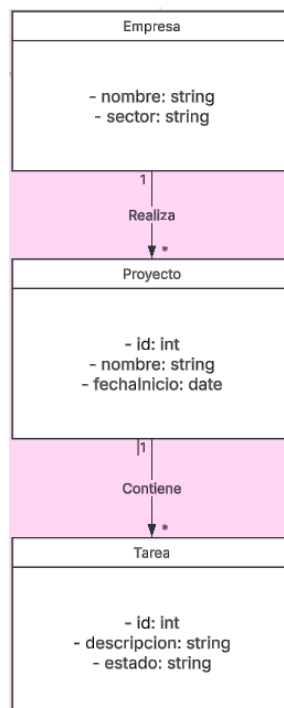 Empresa
- nombre: string
- sector: string
1
Realiza
*
Proyecto
- id: int
- nombre: string
- fechaInicio: date
1
Contiene
*
Tarea
- id: int
- descripcion: string
- estado: string